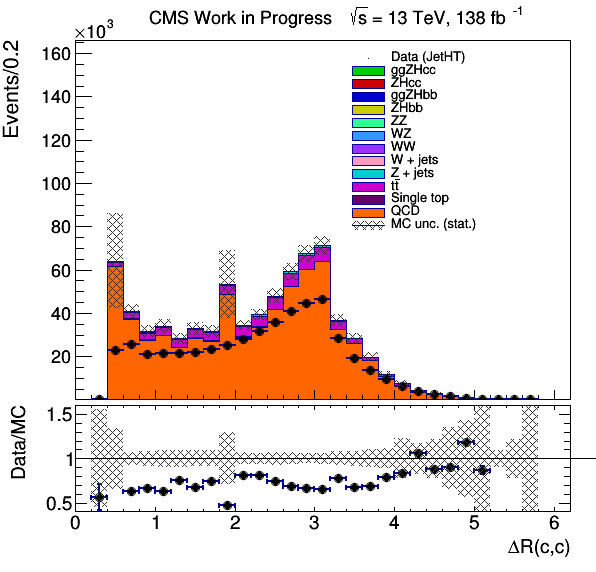 CMS Work in Progress √s = 13 TeV, 138 fb⁻¹
×10³
Events/0.2
160
140
120
100
80
60
40
20
Data (JetHT)
ggZHcc
ZHcc
ggZHbb
ZHbb
ZZ
WZ
WW
W + jets
Z + jets
tt̄
Single top
QCD
MC unc. (stat.)
Data/MC
1.5
1
0.5
0 1 2 3 4 5 6
ΔR(c,c)